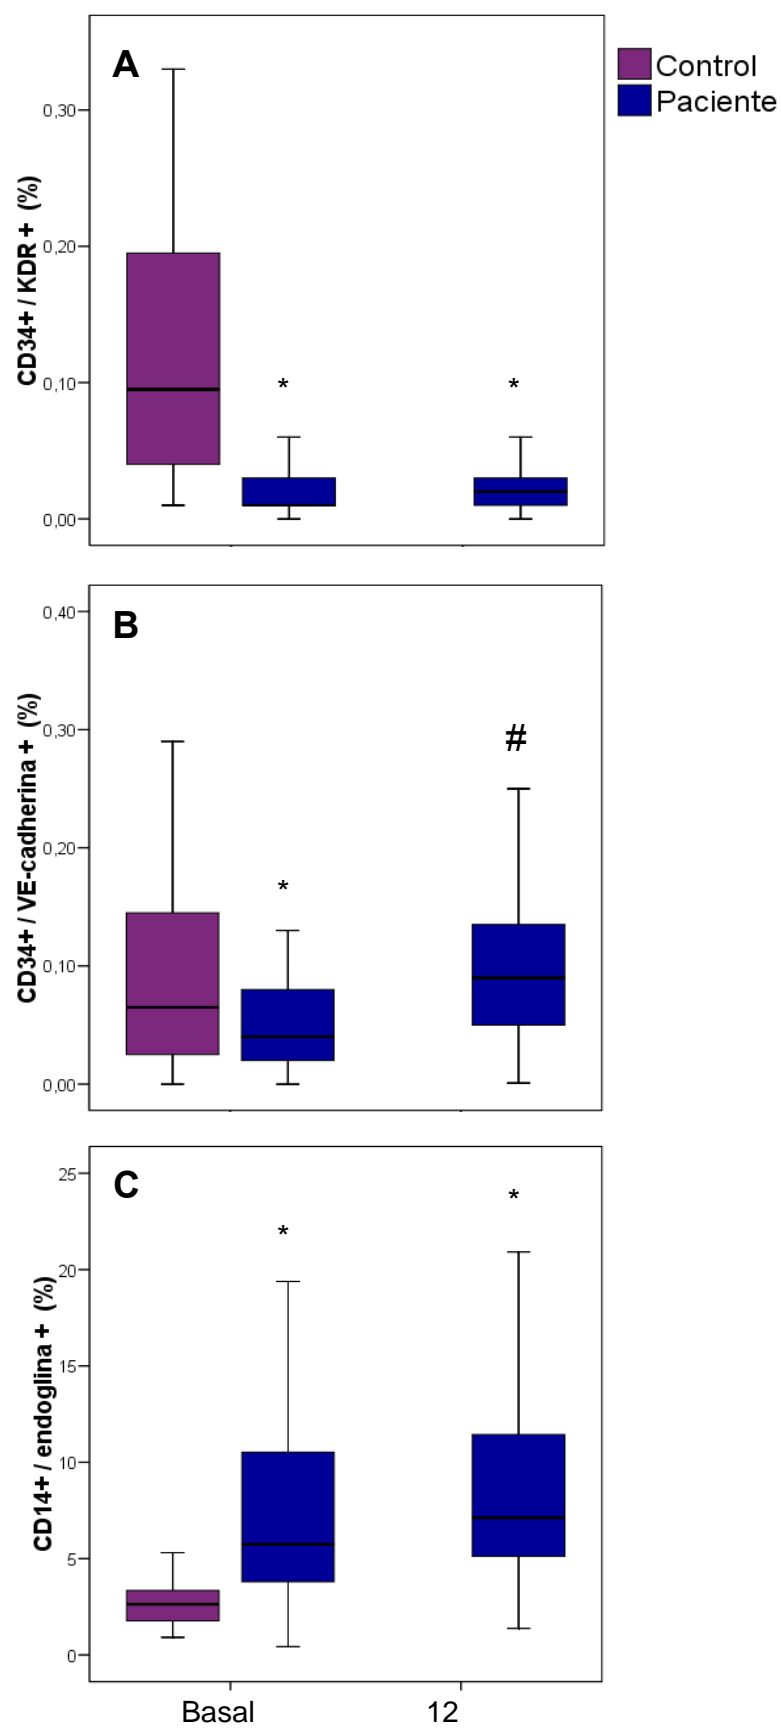 A
Control
Paciente
CD34+ / KDR + (%)
0,30
0,20
0,10
0,00
*
*
B
CD34+ / VE-cadherina + (%)
0,40
0,30
0,20
0,10
0,00
*
#
C
CD14+ / endoglina + (%)
25
20
15
10
5
0
*
*
Basal
12